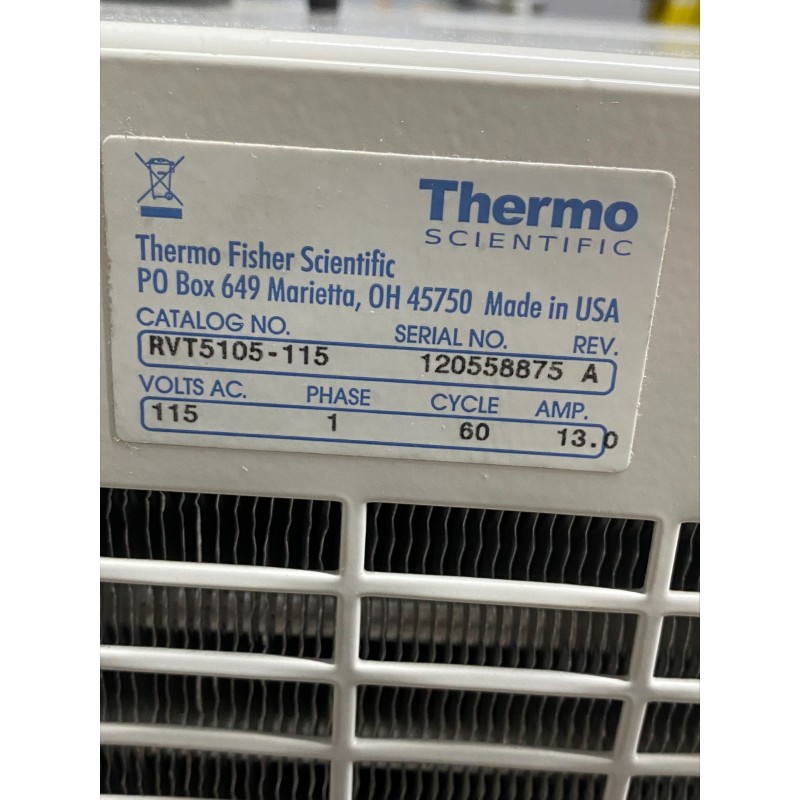 Thermo
SCIENTIFIC
Thermo Fisher Scientific
PO Box 649 Marietta, OH 45750 Made in USA
CATALOG NO. SERIAL NO. REV.
RVT5105-115 120558875 A
VOLTS AC. PHASE CYCLE AMP.
115 1 60 13.0